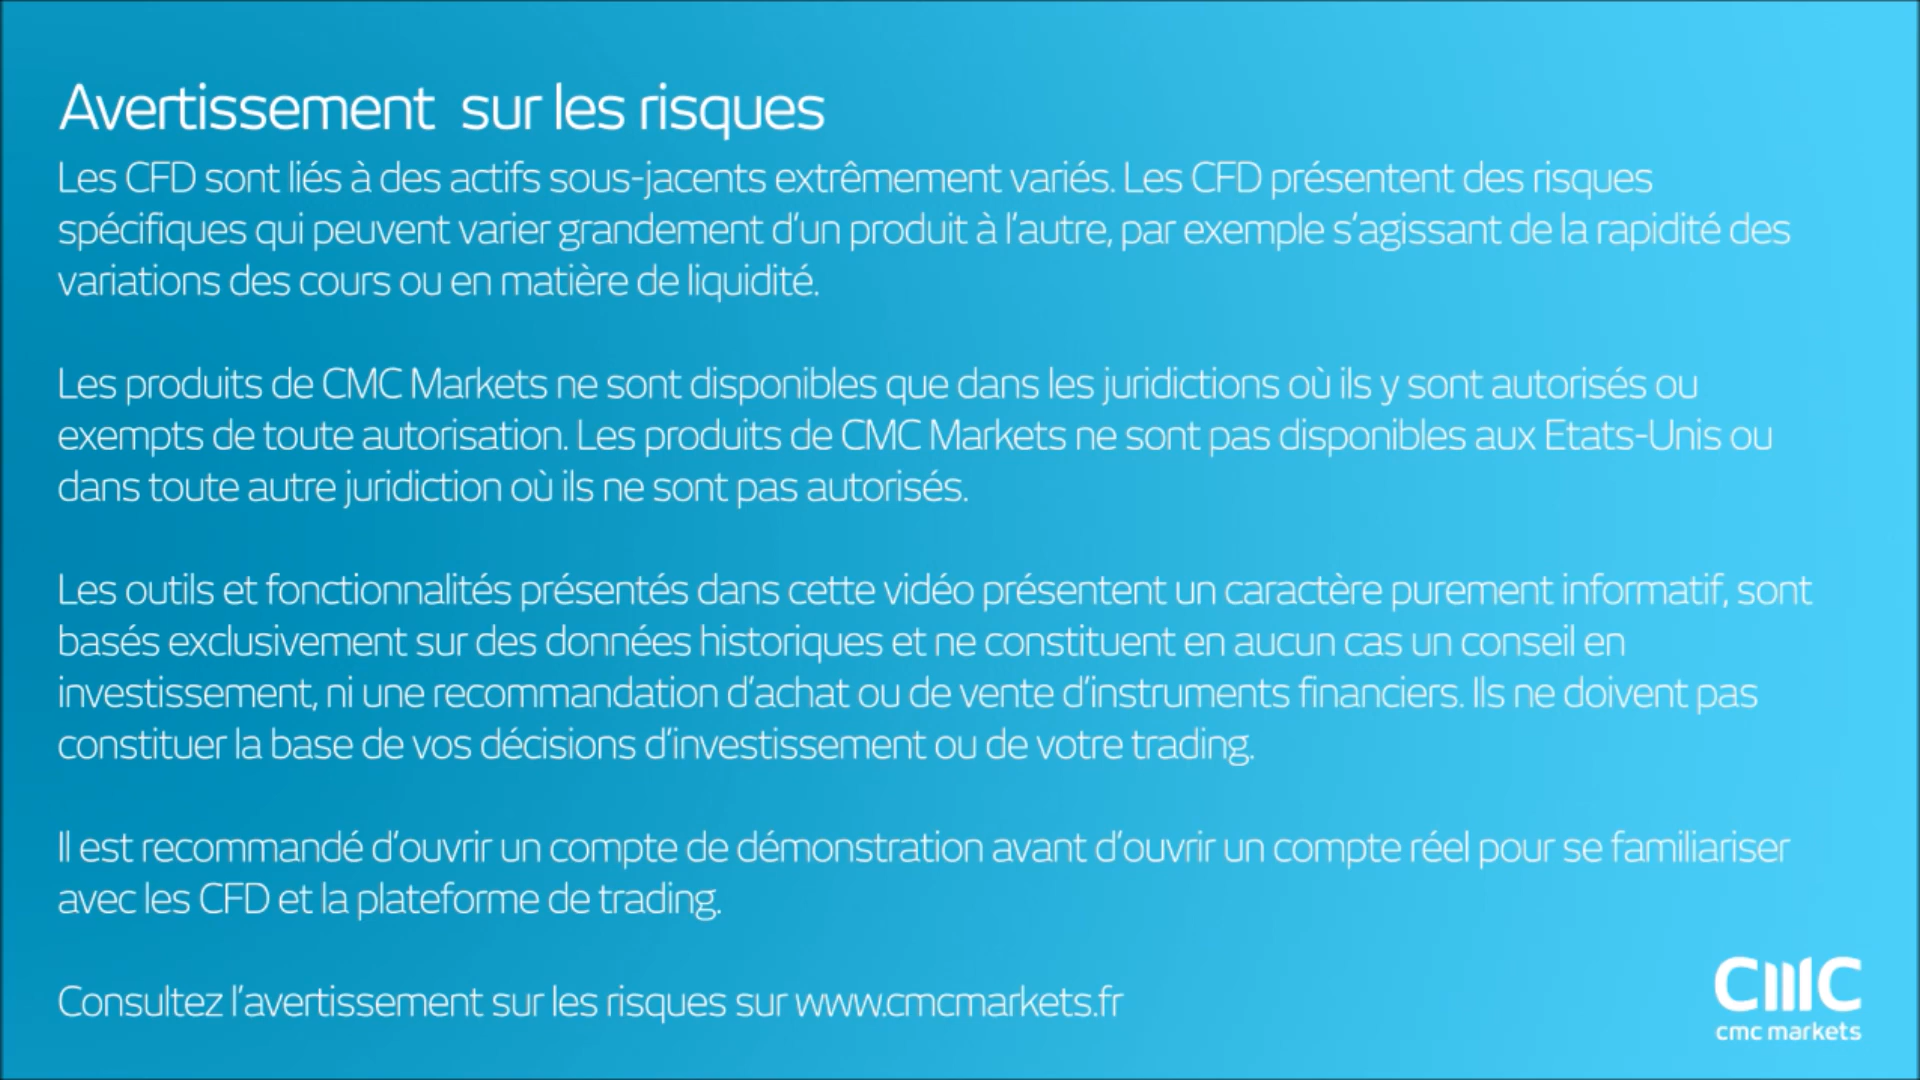 Avertissement sur les risques
Les CFD sont liés à des actifs sous-jacents extrêmement variés. Les CFD présentent des risques
spécifiques qui peuvent varier grandement d'un produit à l'autre, par exemple s'agissant de la rapidité des
variations des cours ou en matière de liquidité.
Les produits de CMC Markets ne sont disponibles que dans les juridictions où ils y sont autorisés ou
exempts de toute autorisation. Les produits de CMC Markets ne sont pas disponibles aux Etats-Unis ou
dans toute autre juridiction où ils ne sont pas autorisés.
Les outils et fonctionnalités présentés dans cette vidéo présentent un caractère purement informatif, sont
basés exclusivement sur des données historiques et ne constituent en aucun cas un conseil en
investissement, ni une recommandation d'achat ou de vente d'instruments financiers. Ils ne doivent pas
constituer la base de vos décisions d'investissement ou de votre trading.
Il est recommandé d'ouvrir un compte de démonstration avant d'ouvrir un compte réel pour se familiariser
avec les CFD et la plateforme de trading.
Consultez l'avertissement sur les risques sur www.cmcmarkets.fr
CMC
cmc markets